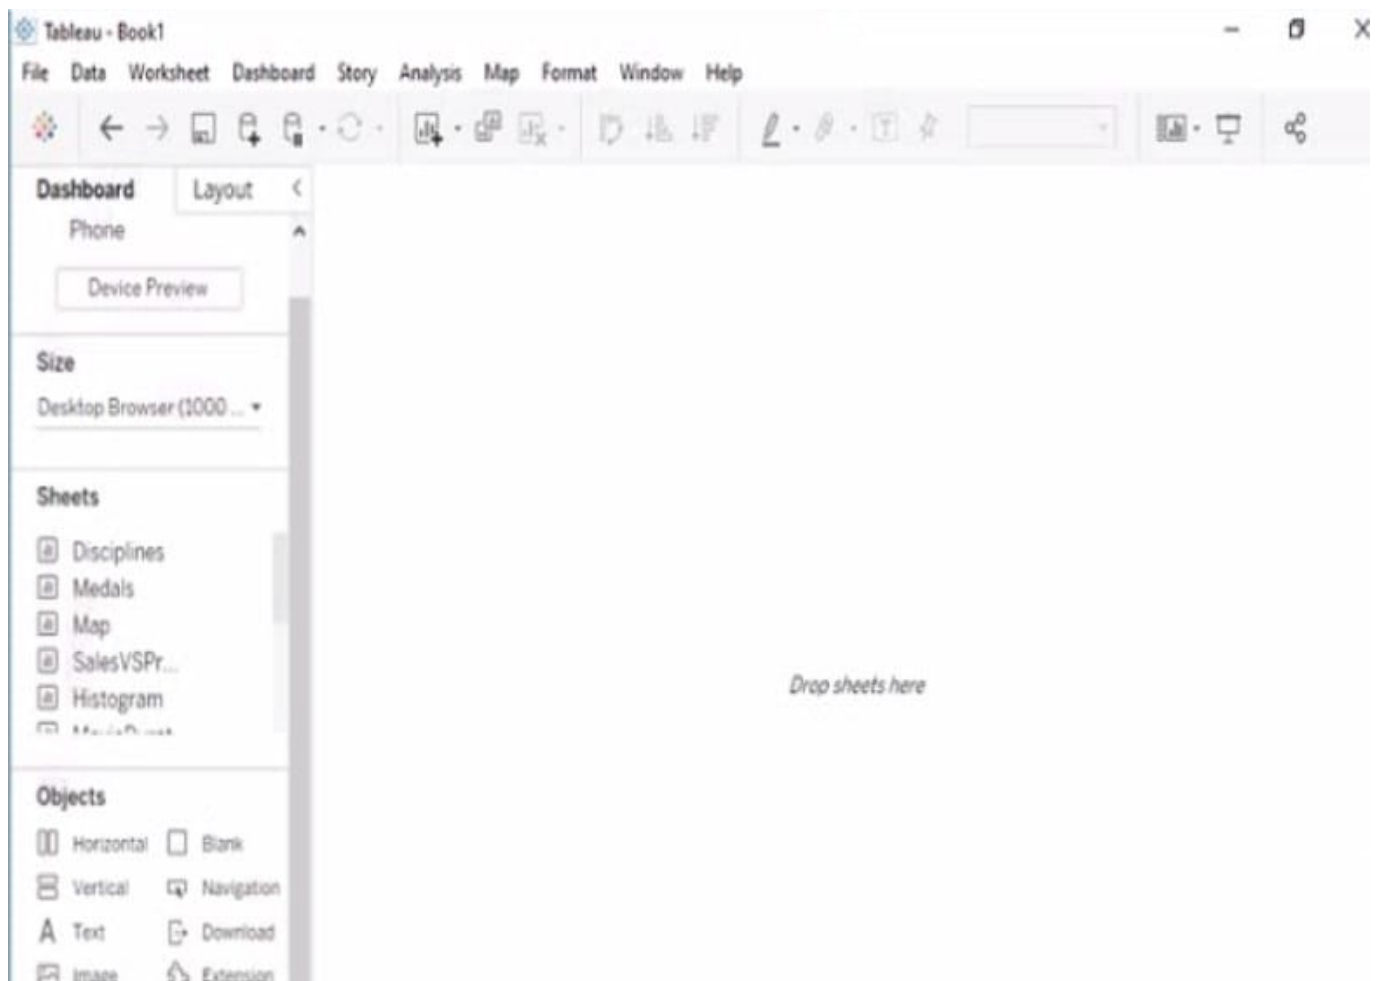 Tableau - Book1
File Data Worksheet Dashboard Story Analysis Map Format Window Help
Dashboard Layout
Phone
Device Preview
Size
Desktop Browser (1000 ...
Sheets
Disciplines
Medals
Map
SalesVSPr...
Histogram
Drop sheets here
Objects
Horizontal Blank
Vertical Navigation
A Text Download
Image Extension